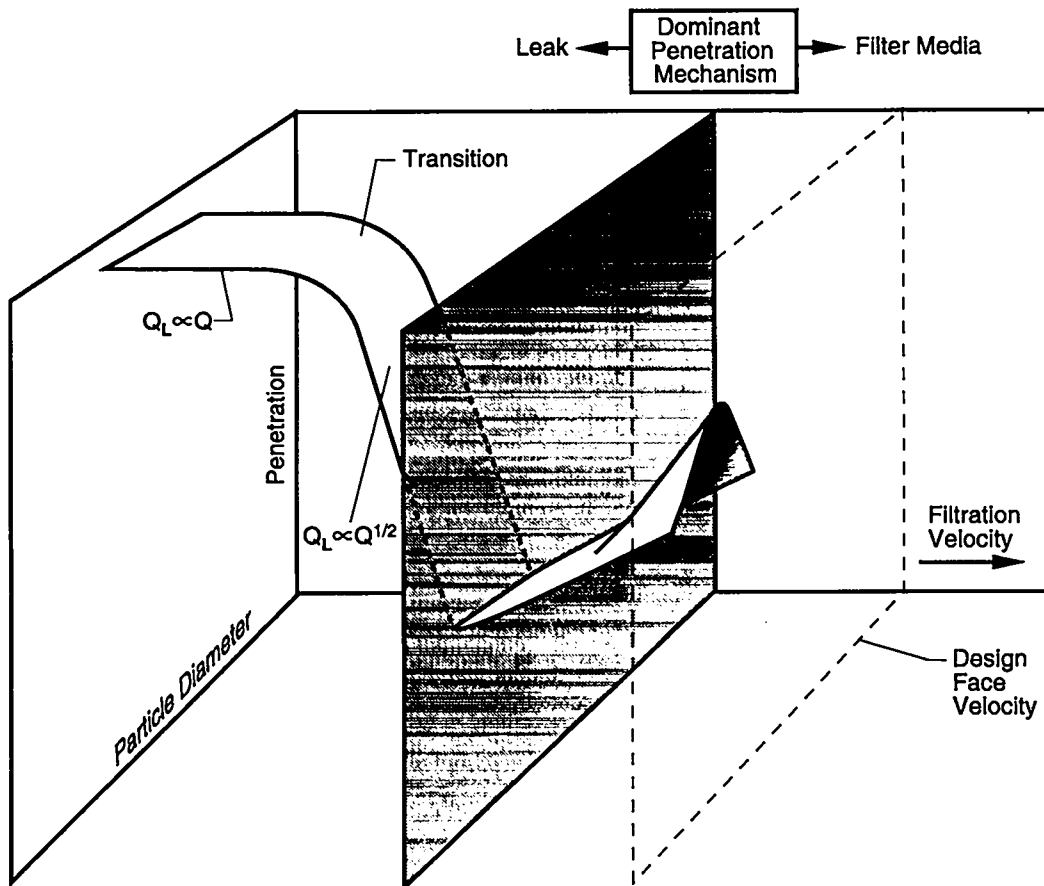 Dominant
Leak Penetration Filter Media
Mechanism
Transition
Q_L∝Q
Penetration
Q_L∝Q^1/2
Filtration
Velocity
Particle Diameter
Design
Face
Velocity